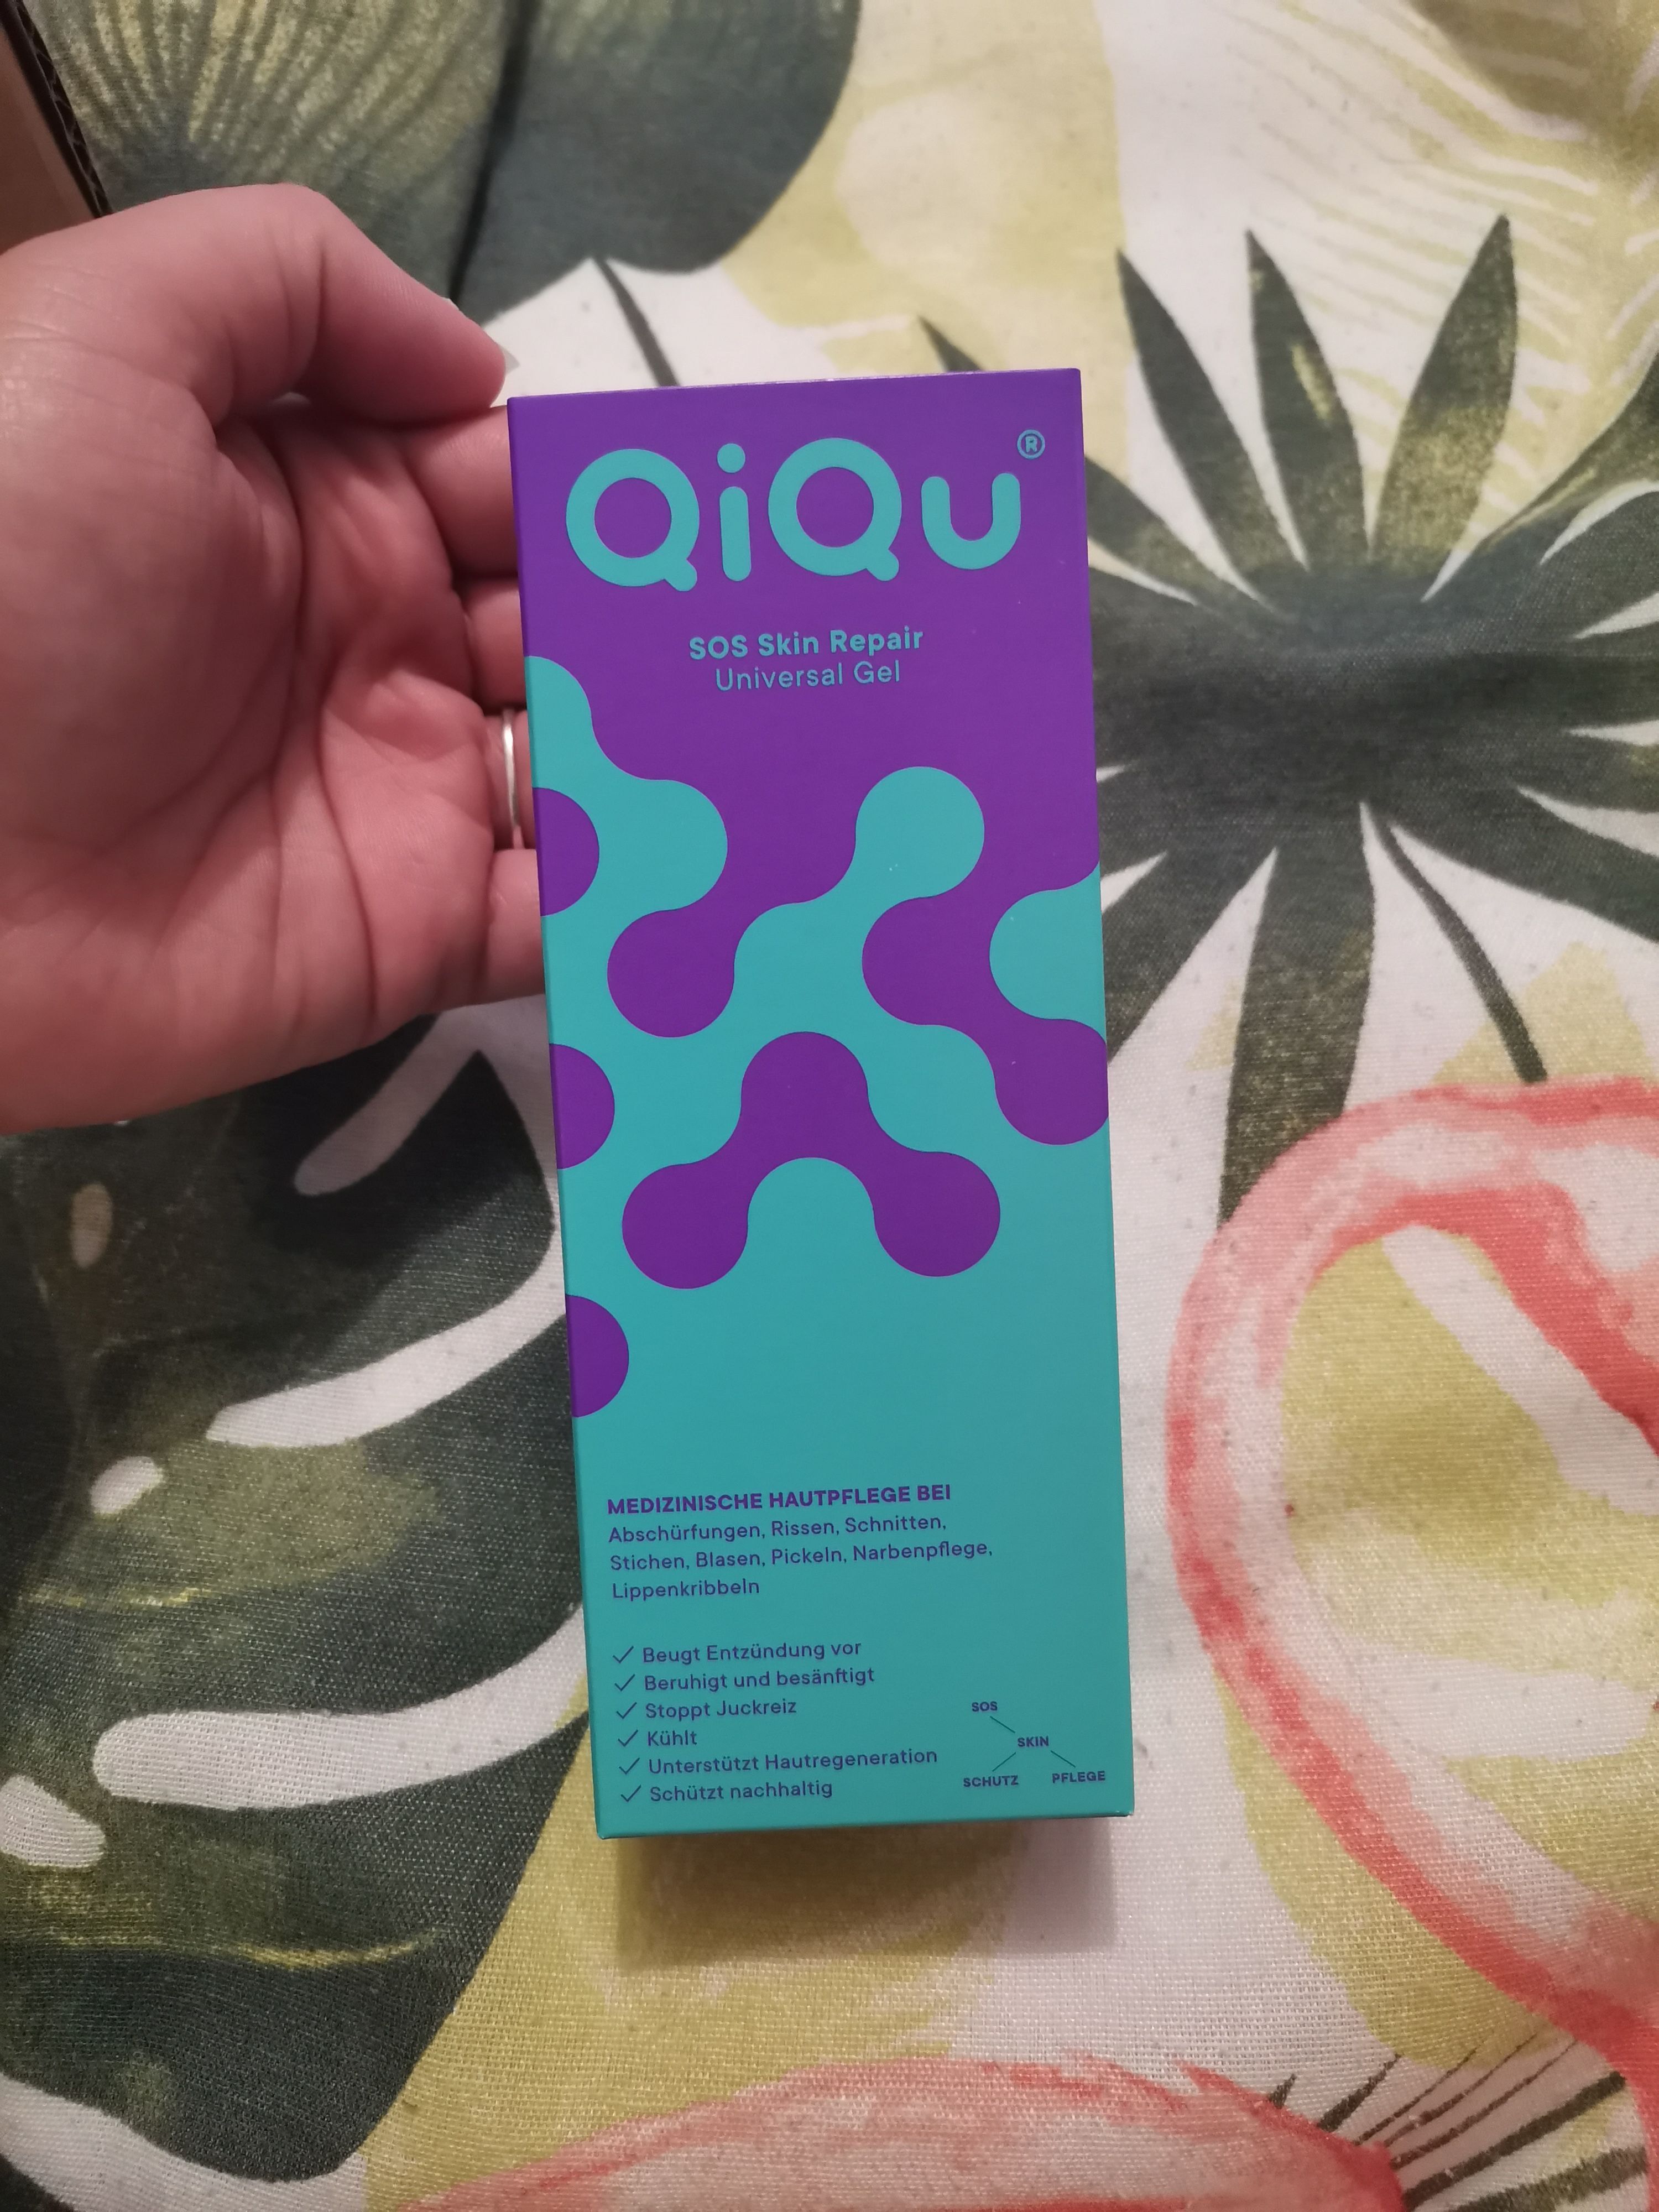 QiQu®
SOS Skin Repair
Universal Gel
MEDIZINISCHE HAUTPFLEGE BEI
Abschürfungen, Rissen, Schnitten,
Stichen, Blasen, Pickeln, Narbenpflege,
Lippenkribbeln
✓ Beugt Entzündung vor
✓ Beruhigt und besänftigt
✓ Stoppt Juckreiz
✓ Kühlt
✓ Unterstützt Hautregeneration
✓ Schützt nachhaltig
SOS
SKIN
SCHUTZ PFLEGE